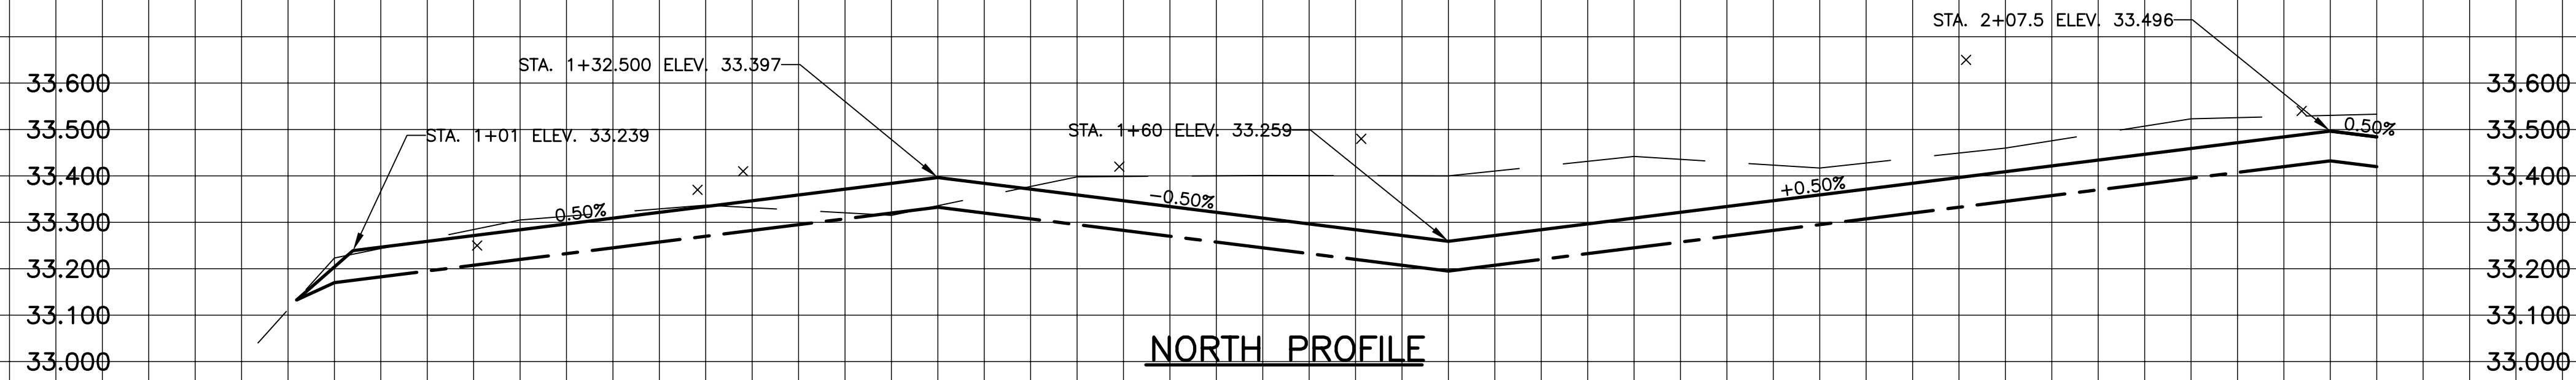 STA. 2+07.5 ELEV. 33.496
STA. 1+32.500 ELEV. 33.397
33.600 33.600
STA. 1+60 ELEV. 33.259
33.500 STA. 1+01 ELEV. 33.239 0.50% 33.500
33.400 +0.50% 33.400
0.50% -0.50%
33.300 33.300
33.200 33.200
33.100 33.100
NORTH PROFILE
33.000 33.000